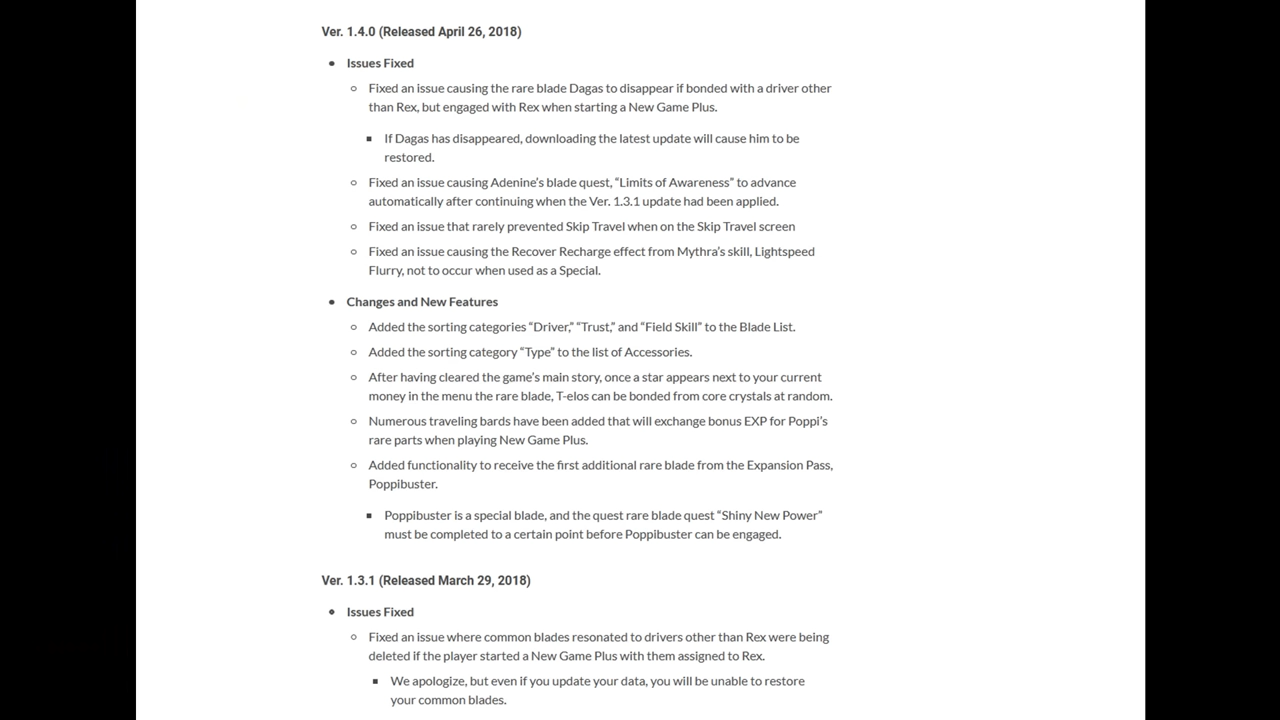 Ver. 1.4.0 (Released April 26, 2018)
Issues Fixed
Fixed an issue causing the rare blade Dagas to disappear if bonded with a driver other
than Rex, but engaged with Rex when starting a New Game Plus.
If Dagas has disappeared, downloading the latest update will cause him to be
restored.
Fixed an issue causing Adenine’s blade quest, “Limits of Awareness” to advance
automatically after continuing when the Ver. 1.3.1 update had been applied.
Fixed an issue that rarely prevented Skip Travel when on the Skip Travel screen
Fixed an issue causing the Recover Recharge effect from Mythra’s skill, Lightspeed
Flurry, not to occur when used as a Special.
Changes and New Features
Added the sorting categories “Driver,” “Trust,” and “Field Skill” to the Blade List.
Added the sorting category “Type” to the list of Accessories.
After having cleared the game’s main story, once a star appears next to your current
money in the menu the rare blade, T-elos can be bonded from core crystals at random.
Numerous traveling bards have been added that will exchange bonus EXP for Poppi’s
rare parts when playing New Game Plus.
Added functionality to receive the first additional rare blade from the Expansion Pass,
Poppibuster.
Poppibuster is a special blade, and the quest rare blade quest “Shiny New Power”
must be completed to a certain point before Poppibuster can be engaged.
Ver. 1.3.1 (Released March 29, 2018)
Issues Fixed
Fixed an issue where common blades resonated to drivers other than Rex were being
deleted if the player started a New Game Plus with them assigned to Rex.
We apologize, but even if you update your data, you will be unable to restore
your common blades.